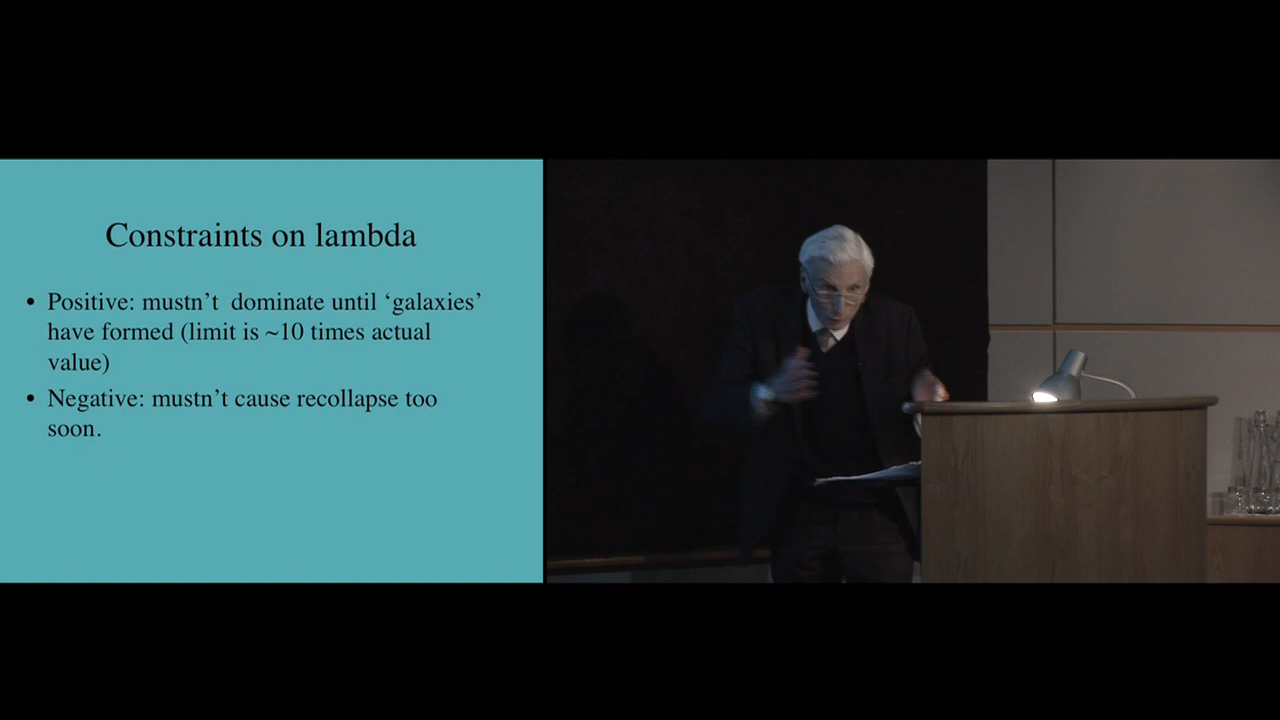 Constraints on lambda
• Positive: mustn’t  dominate until ‘galaxies’
have formed (limit is ~10 times actual
value)
• Negative: mustn’t cause recollapse too
soon.